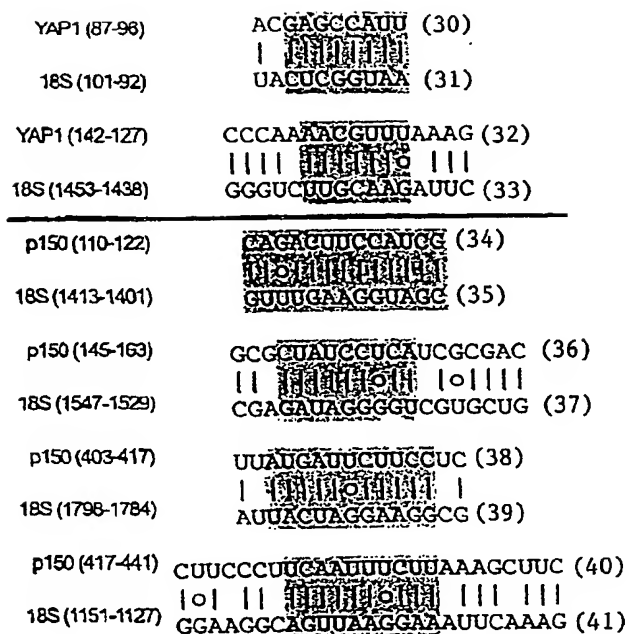 YAP1 (87-96) ACGAGCCAUU (30)
18S (101-92) UACUCGGUAA (31)
YAP1 (142-127) CCCAAAACGUUUAAAG (32)
18S (1453-1438) GGGUCUUGCAAGAUUC (33)
p150 (110-122) CAGACUUCCAUCG (34)
18S (1413-1401) GUUUGAAGGUAGC (35)
p150 (145-163) GCGCUAUCCUCAUCGCGAC (36)
18S (1547-1529) CGAGAUAGGGGUCGUGCUG (37)
p150 (403-417) UUAUGAUUCUUCCUC (38)
18S (1798-1784) AUUACUAGGAAGGCG (39)
p150 (417-441) CUUCCCUUCAAUUUCUUAAAGCUUC (40)
18S (1151-1127) GGAAGGCAGUUAAGGAAAUUCAAAG (41)